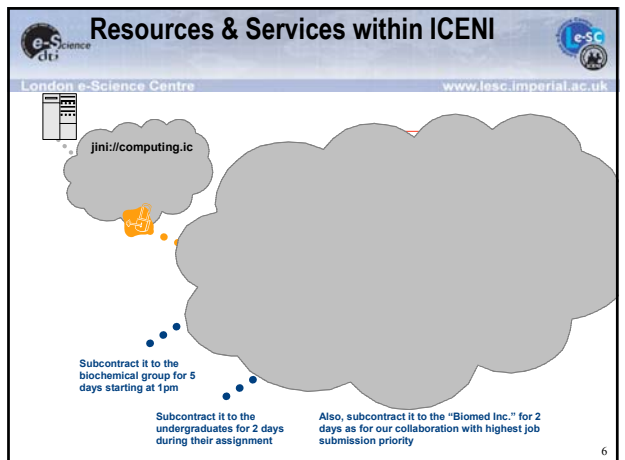 Resources & Services within ICENI
e-Science
dti
e-SC
London e-Science Centre
www.lesc.imperial.ac.uk
jini://computing.ic
Subcontract it to the
biochemical group for 5
days starting at 1pm
Subcontract it to the
undergraduates for 2 days
during their assignment
Also, subcontract it to the “Biomed Inc.” for 2
days as for our collaboration with highest job
submission priority
6